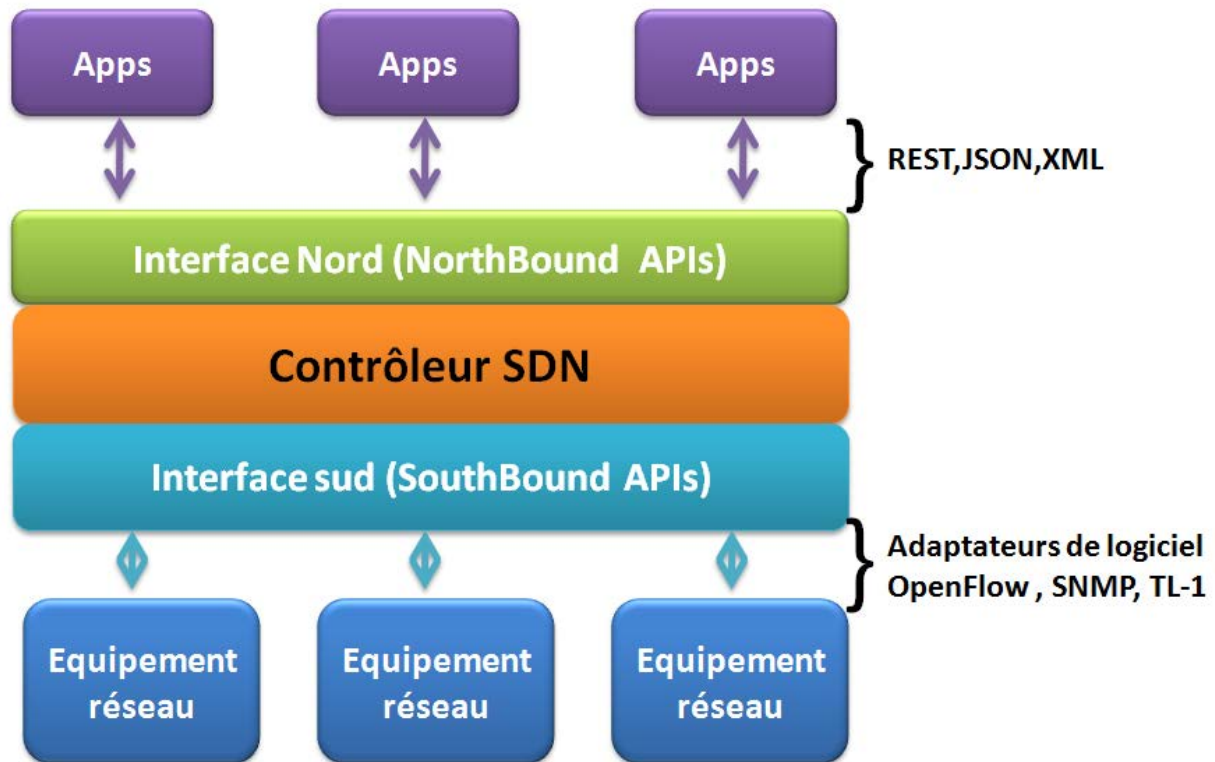 Apps
Apps
Apps
REST,JSON,XML
Interface Nord (NorthBound APIs)
Contrôleur SDN
Interface sud (SouthBound APIs)
Adaptateurs de logiciel
OpenFlow , SNMP, TL-1
Equipement
réseau
Equipement
réseau
Equipement
réseau